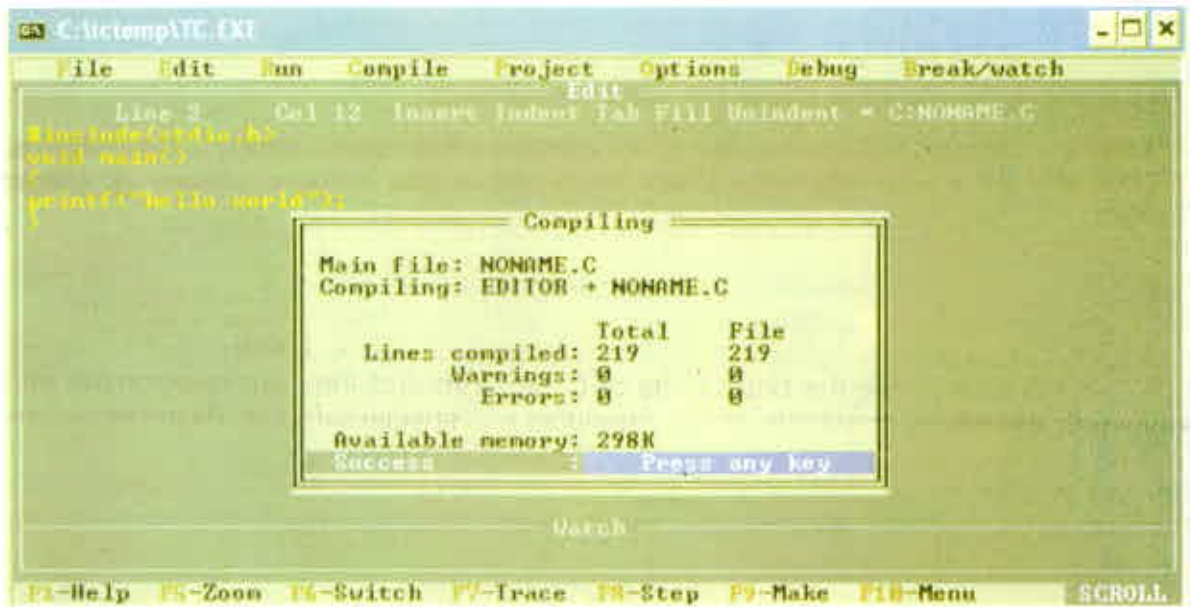 C:\tctemp\TC.EXE
File Edit Run Compile Project Options Debug Break/watch
Edit
Line 3 Col 12 Insert Indent Tab Fill Unindent * C:NONAME.C
#include<stdio.h>
void main()
{
printf("hello world");
}
Compiling
Main file: NONAME.C
Compiling: EDITOR → NONAME.C
Total File
Lines compiled: 219 219
Warnings: 0 0
Errors: 0 0
Available memory: 298K
Success : Press any key
Watch
F1-Help F5-Zoom F6-Switch F7-Trace F8-Step F9-Make F10-Menu SCROLL